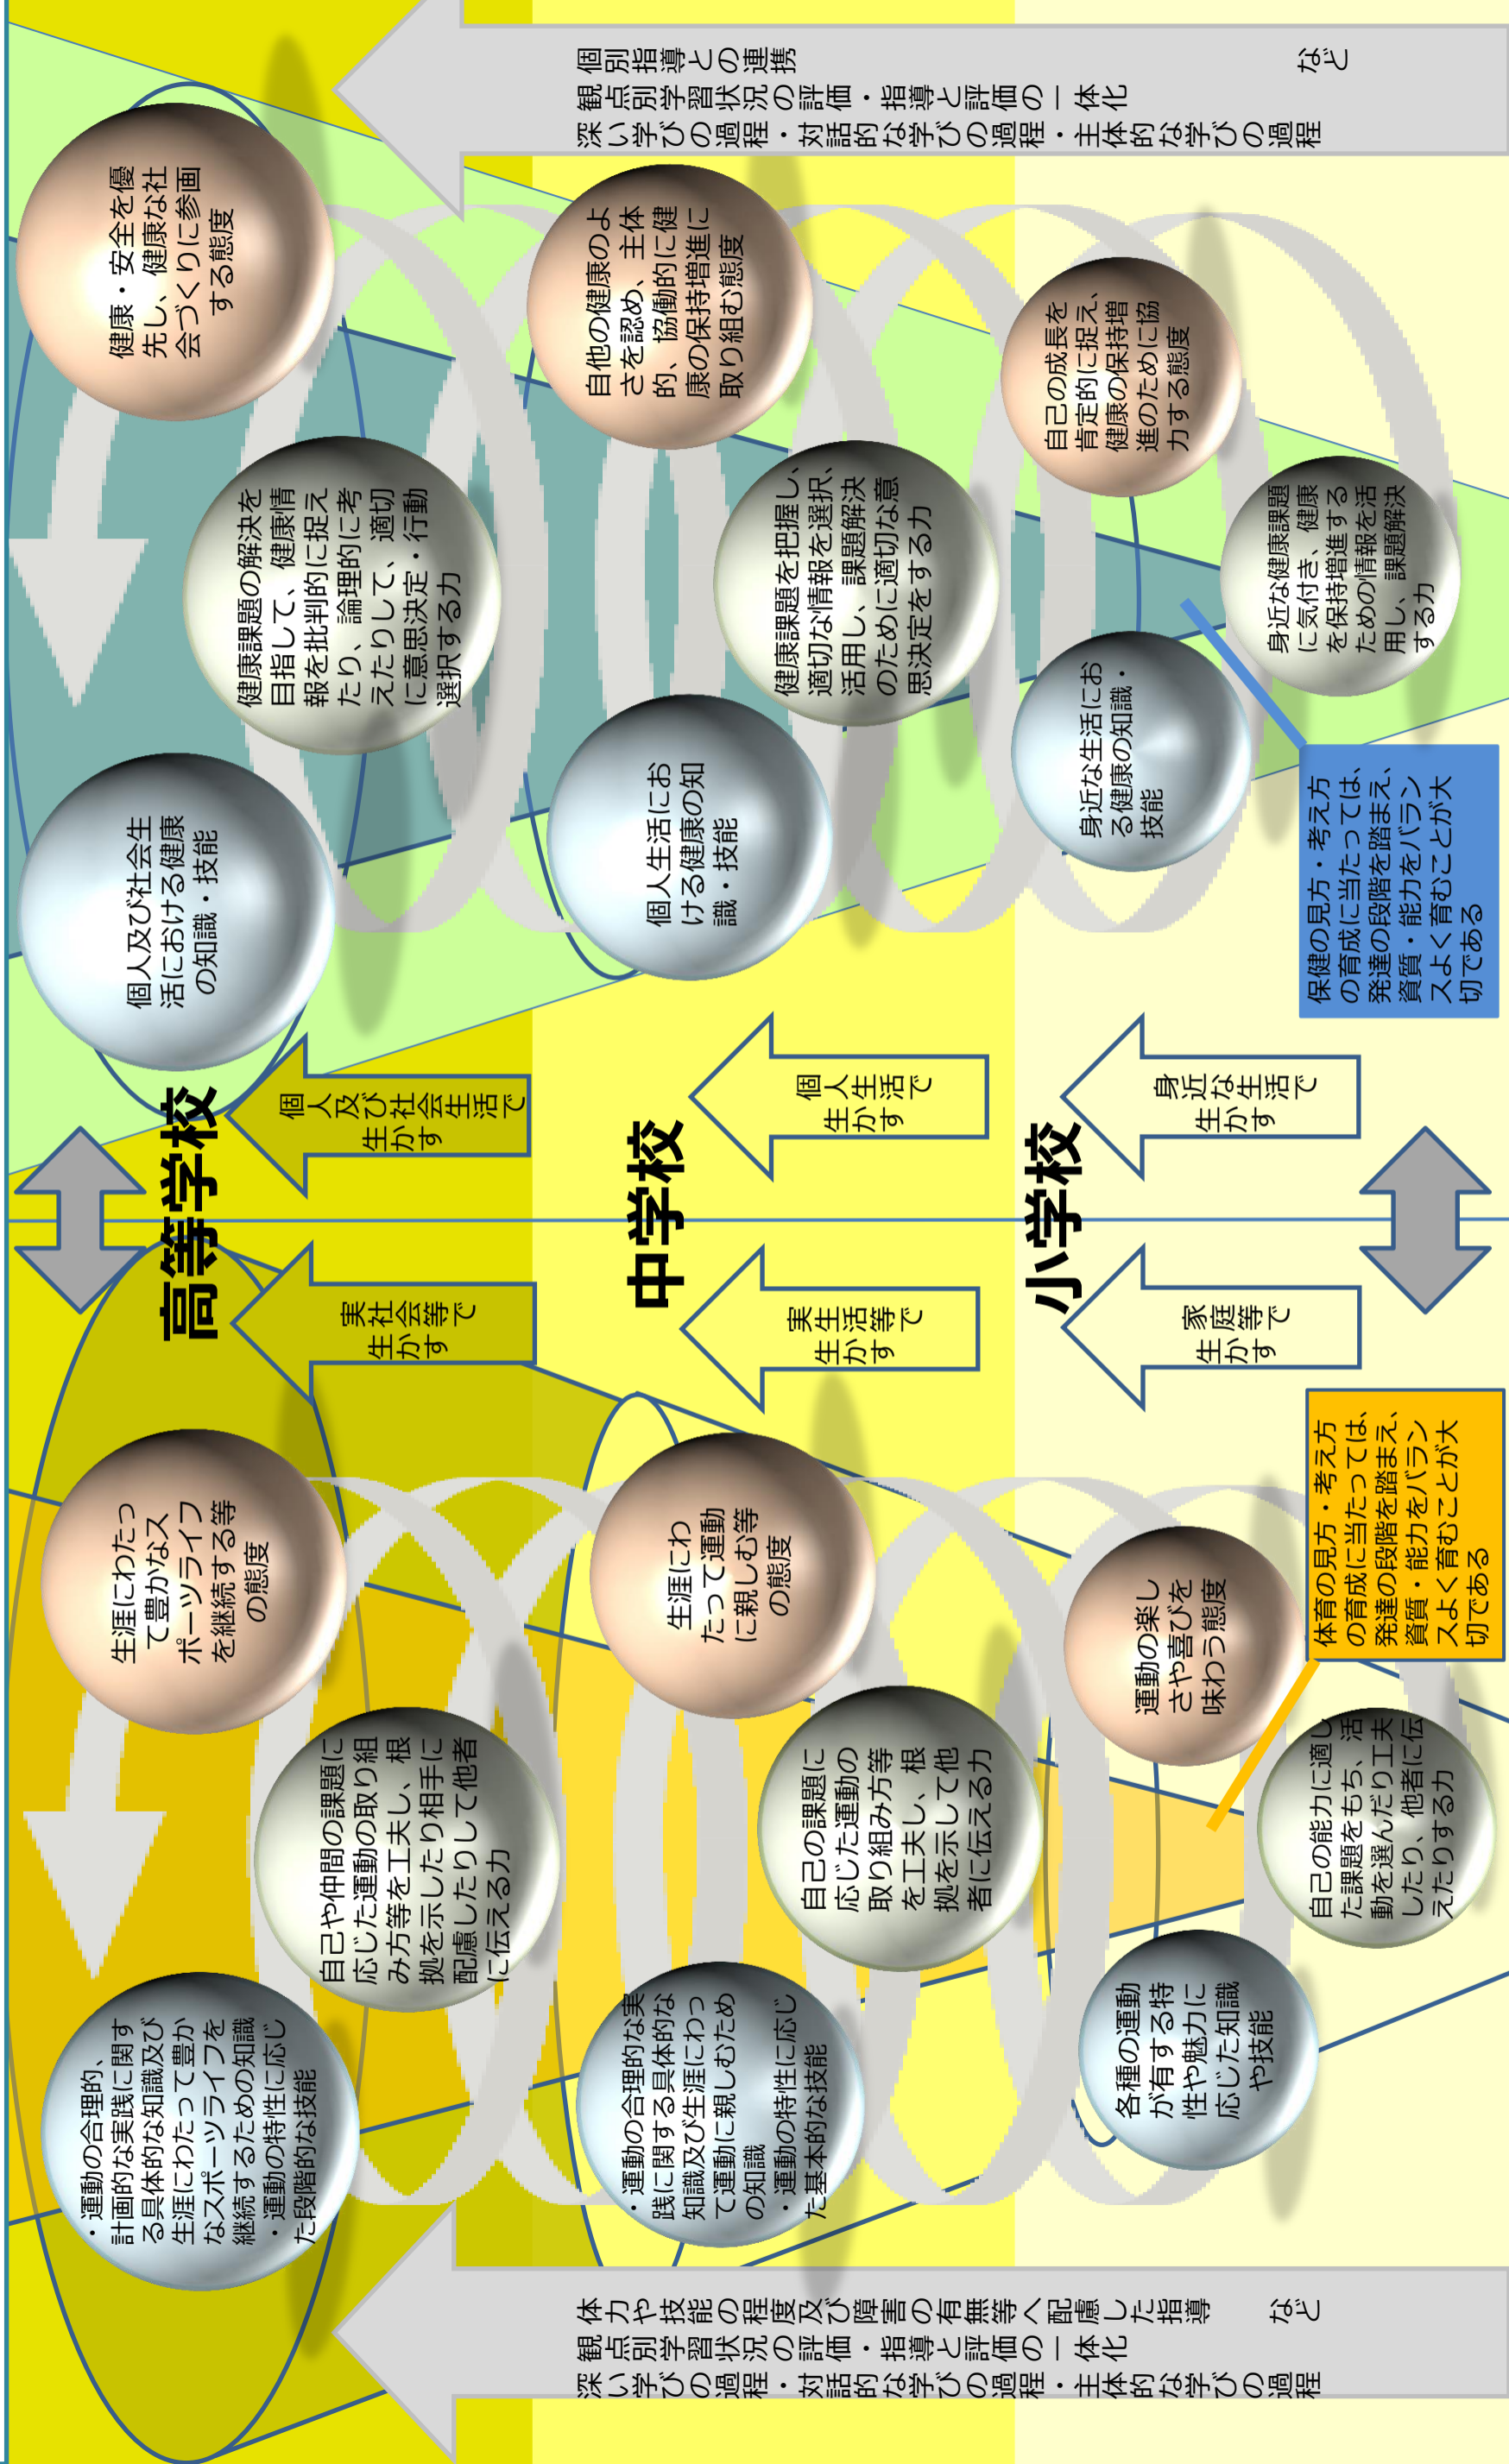 高等学校
・運動の合理的、
計画的な実践に関す
る具体的な知識及び
生涯にわたって豊か
なスポーツライフを
継続するための知識
・運動の特性に応じ
た段階的な技能
自己や仲間の課題に
応じた運動の取り組
み方等を工夫し、根
拠を示したり相手に
配慮したりして他者
に伝える力
生涯にわたっ
て豊かなス
ポーツライフ
を継続する等
の態度
実社会等で
生かす
個人及び社会生活で
生かす
個人及び社会生
活における健康
の知識・技能
健康課題の解決を
目指して、健康情
報を批判的に捉え
たり、論理的に考
えたりして、適切
に意思決定・行動
選択する力
健康・安全を優
先し、健康な社
会づくりに参画
する態度
中学校
・運動の合理的な実
践に関する具体的な
知識及び生涯にわっ
て運動に親しむため
の知識
・運動の特性に応じ
た基本的な技能
自己の課題に
応じた運動の
取り組み方等
を工夫し、根
拠を示して他
者に伝える力
生涯にわ
たって運動
に親しむ等
の態度
実生活等で
生かす
個人生活で
生かす
個人生活にお
ける健康の知
識・技能
健康課題を把握し、
適切な情報を選択、
活用し、課題解決
のために適切な意
思決定をする力
自他の健康のよ
さを認め、主体
的、協働的に健
康の保持増進に
取り組む態度
小学校
各種の運動
が有する特
性や魅力に
応じた知識
や技能
自己の能力に適し
た課題をもち、活
動を選んだり工夫
したり、他者に伝
えたりする力
運動の楽し
さや喜びを
味わう態度
家庭等で
生かす
身近な生活で
生かす
身近な生活にお
る健康の知識・
技能
身近な健康課題
に気付き、健康
を保持増進する
ための情報を活
用し、課題解決
する力
自己の成長を
肯定的に捉え、
健康の保持増
進のために協
力する態度
体育の見方・考え方
の育成に当たっては、
発達の段階を踏まえ、
資質・能力をバラン
スよく育むことが大
切である
保健の見方・考え方
の育成に当たっては、
発達の段階を踏まえ、
資質・能力をバラン
スよく育むことが大
切である
深い学びの過程・対話的な学びの過程・主体的な学びの過程
観点別学習状況の評価・指導と評価の一体化
体力や技能の程度及び障害の有無等へ配慮した指導　など
深い学びの過程・対話的な学びの過程・主体的な学びの過程
観点別学習状況の評価・指導と評価の一体化
個別指導との連携　など